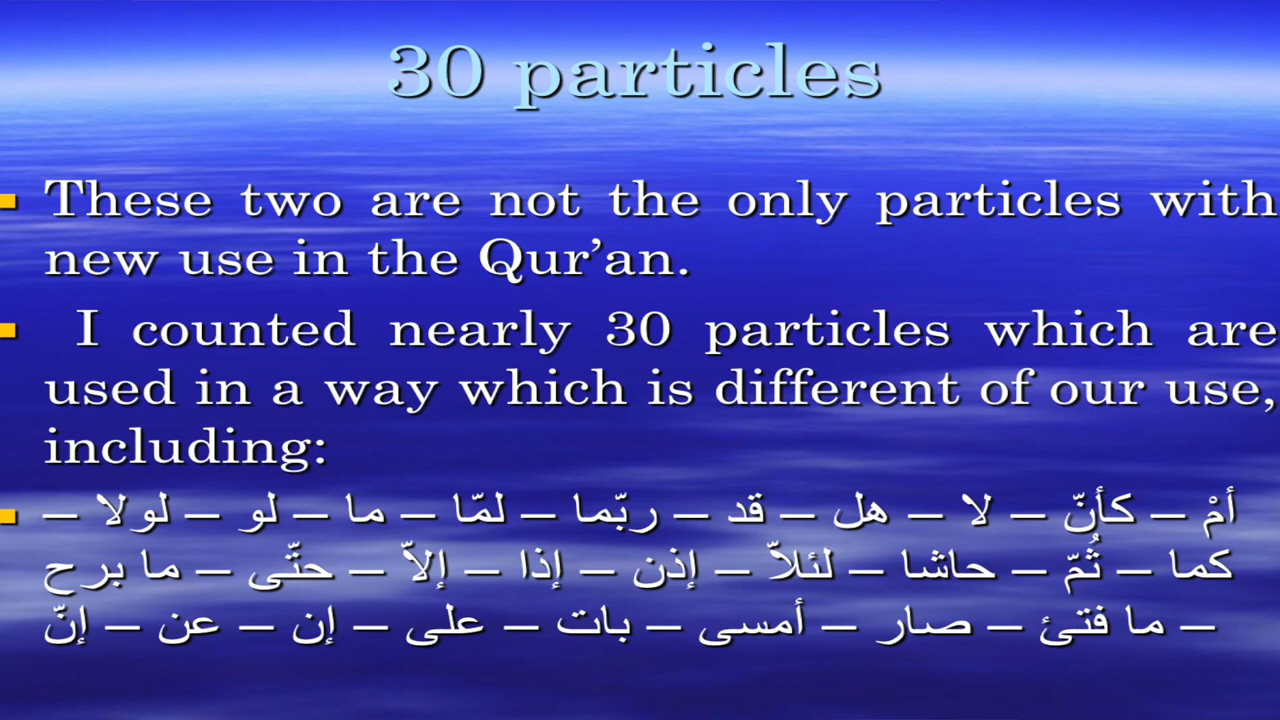 30 particles
These two are not the only particles with
new use in the Qur’an.
I counted nearly 30 particles which are
used in a way which is different of our use,
including:
أمْ – كأنّ – لا – هل – قد – ربّما – لمّا – ما – لو – لولا –
كما – ثُمّ – حاشا – لئلاّ – إذن – إذا – إلاّ – حتّى – ما برح
– ما فتئ – صار – أمسى – بات – على – إن – عن – إنّ